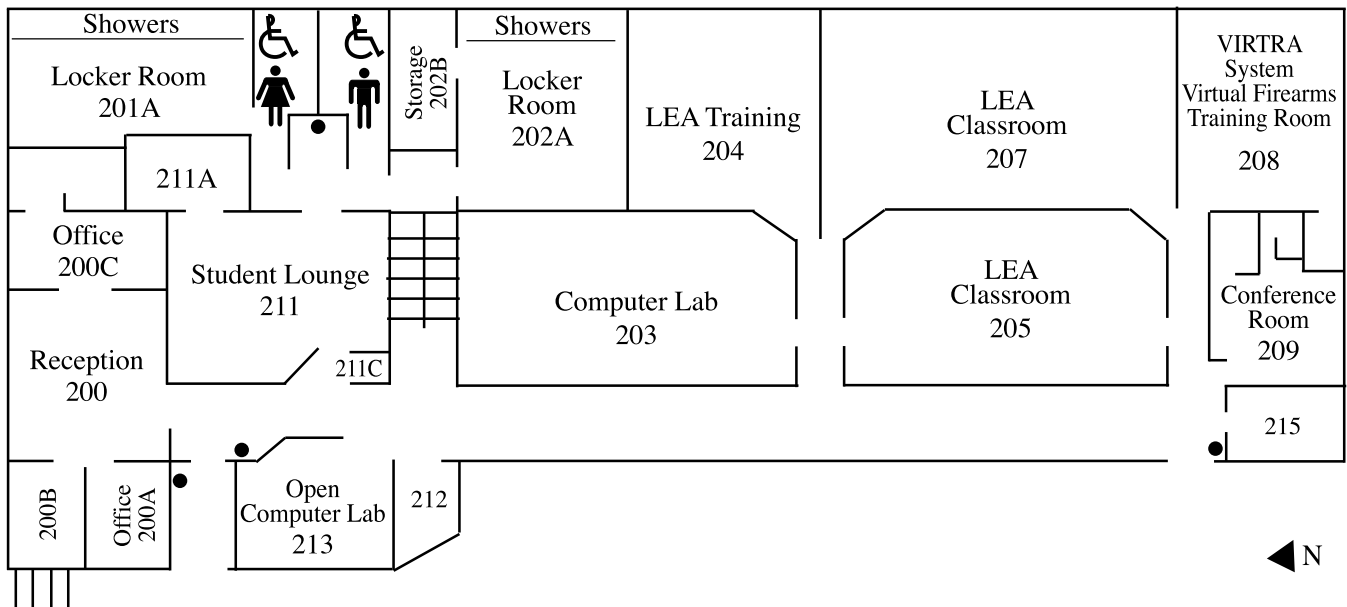 Showers
Locker Room
201A
Storage
202B
Showers
Locker
Room
202A
LEA Training
204
LEA
Classroom
207
VIRTRA
System
Virtual Firearms
Training Room
208
211A
Office
200C
Student Lounge
211
Computer Lab
203
LEA
Classroom
205
Conference
Room
209
Reception
200
211C
215
200B
Office
200A
Open
Computer Lab
213
212
N